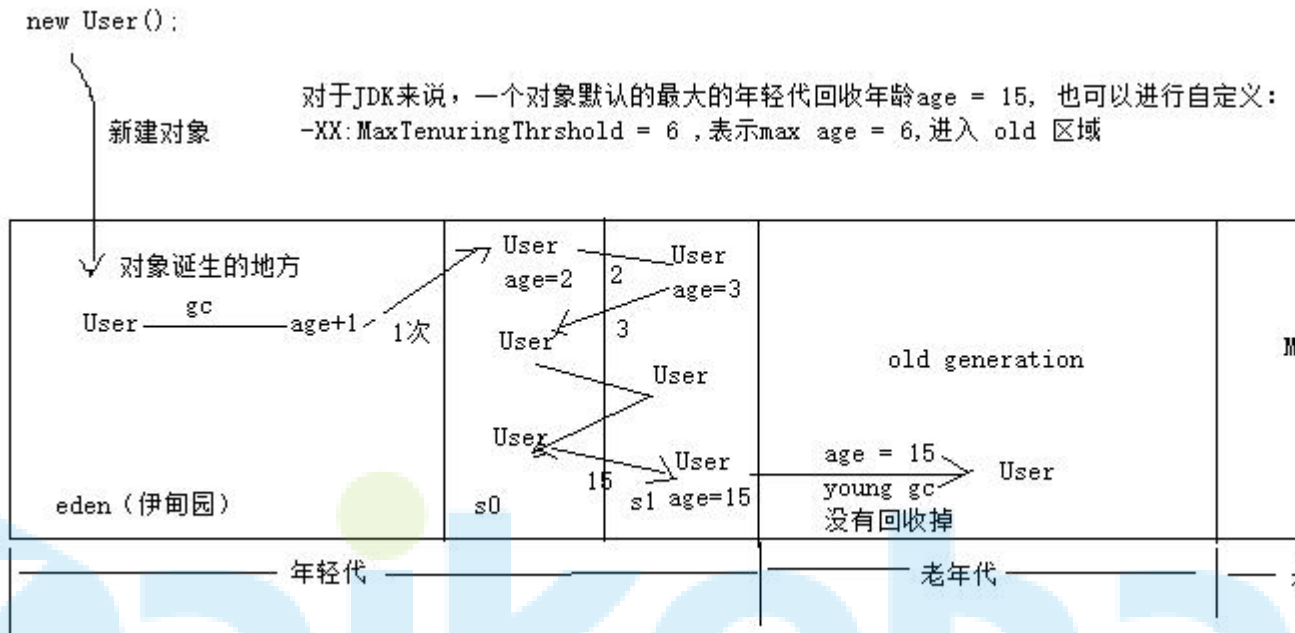 new User();
对于JDK来说，一个对象默认的最大的年轻代回收年龄age = 15, 也可以进行自定义:
新建对象
-XX:MaxTenuringThrshold = 6 ,表示max age = 6,进入 old 区域
对象诞生的地方
User
gc
age+1
1次
User
age=2
2
User
age=3
3
User
User
User
15
User
s1 age=15
s0
eden（伊甸园）
old generation
age = 15
young gc
没有回收掉
User
M
年轻代
老年代